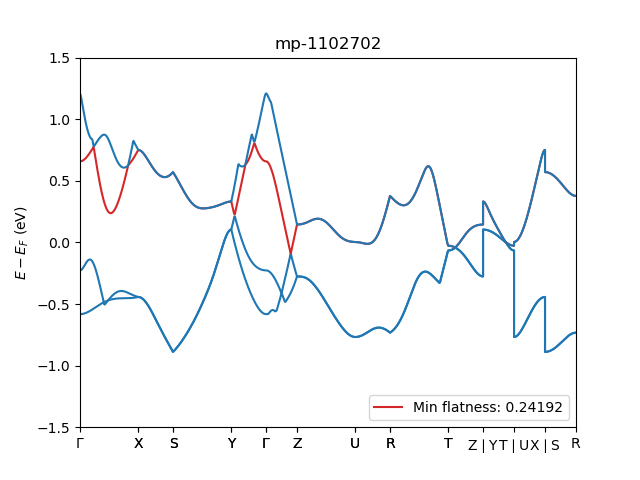 mp-1102702
E − E_F (eV)
1.5
1.0
0.5
0.0
−0.5
−1.0
−1.5
Min flatness: 0.24192
Γ X S Y Γ Z U R T Z|Y T|U X|S R